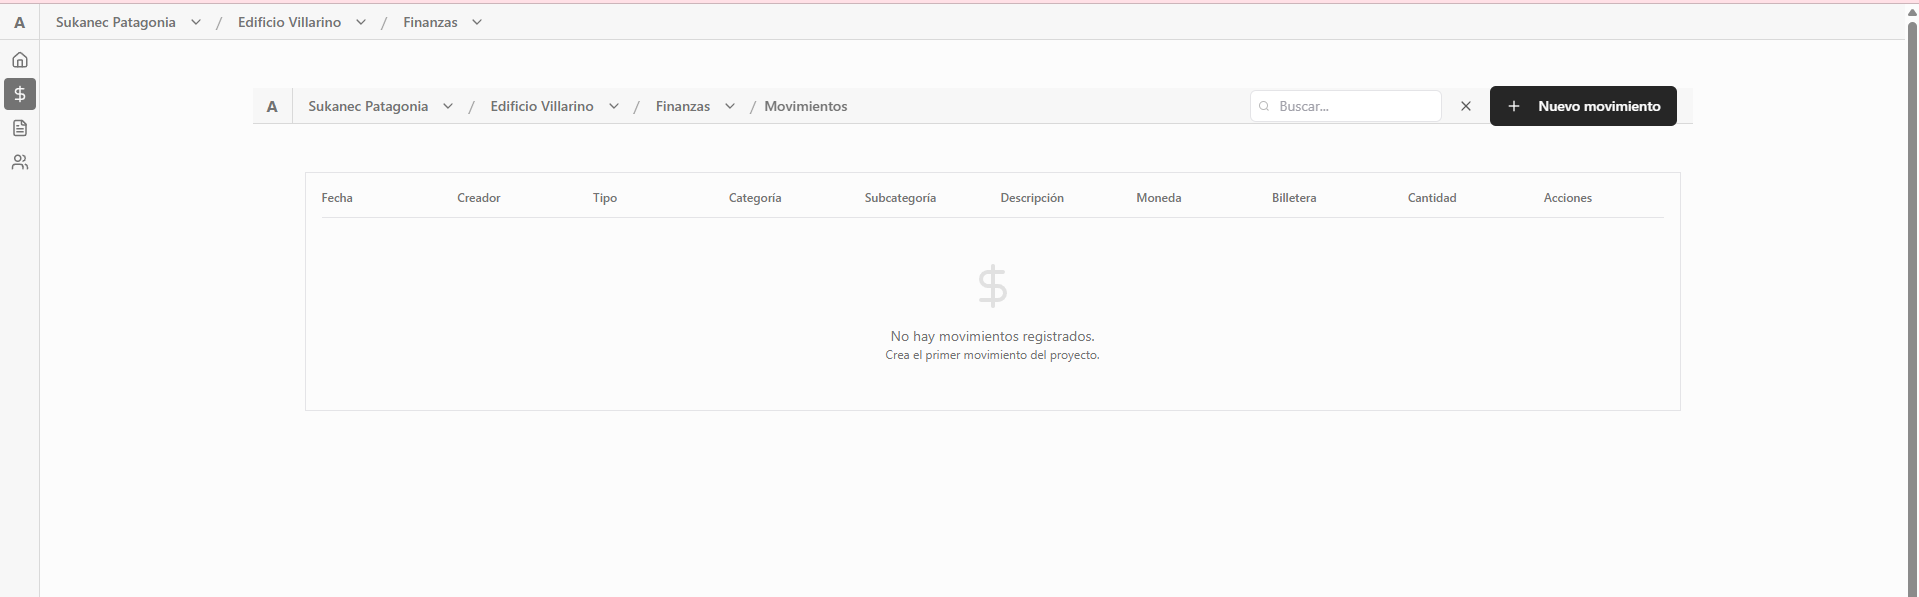 A Sukanec Patagonia / Edificio Villarino / Finanzas
A Sukanec Patagonia / Edificio Villarino / Finanzas / Movimientos Buscar... Nuevo movimiento
Fecha Creador Tipo Categoría Subcategoría Descripción Moneda Billetera Cantidad Acciones
No hay movimientos registrados.
Crea el primer movimiento del proyecto.